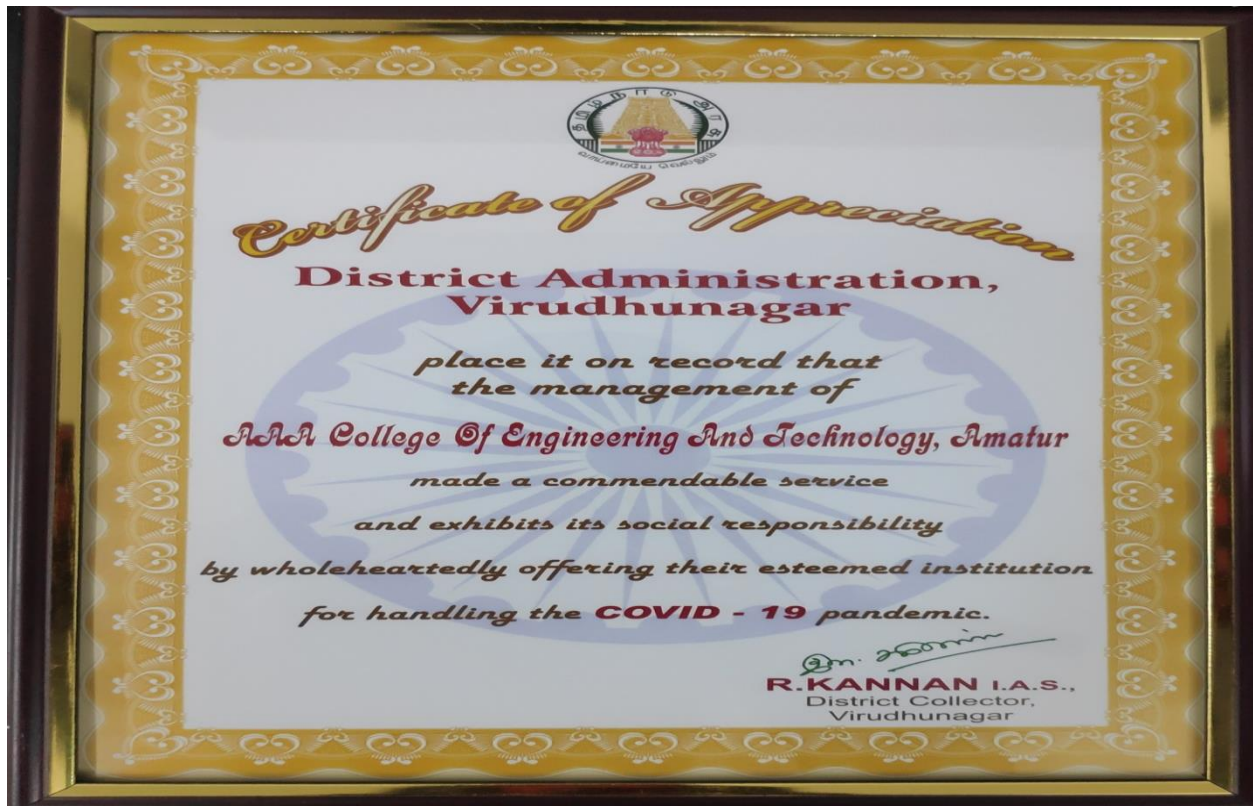 தமிழ்நாடு அரசு
வாய்மையே வெல்லும்
Certificate of Appreciation
District Administration,
Virudhunagar
place it on record that
the management of
AAA College Of Engineering And Technology, Amatur
made a commendable service
and exhibits its social responsibility
by wholeheartedly offering their esteemed institution
for handling the COVID - 19 pandemic.
R.KANNAN I.A.S.,
District Collector,
Virudhunagar